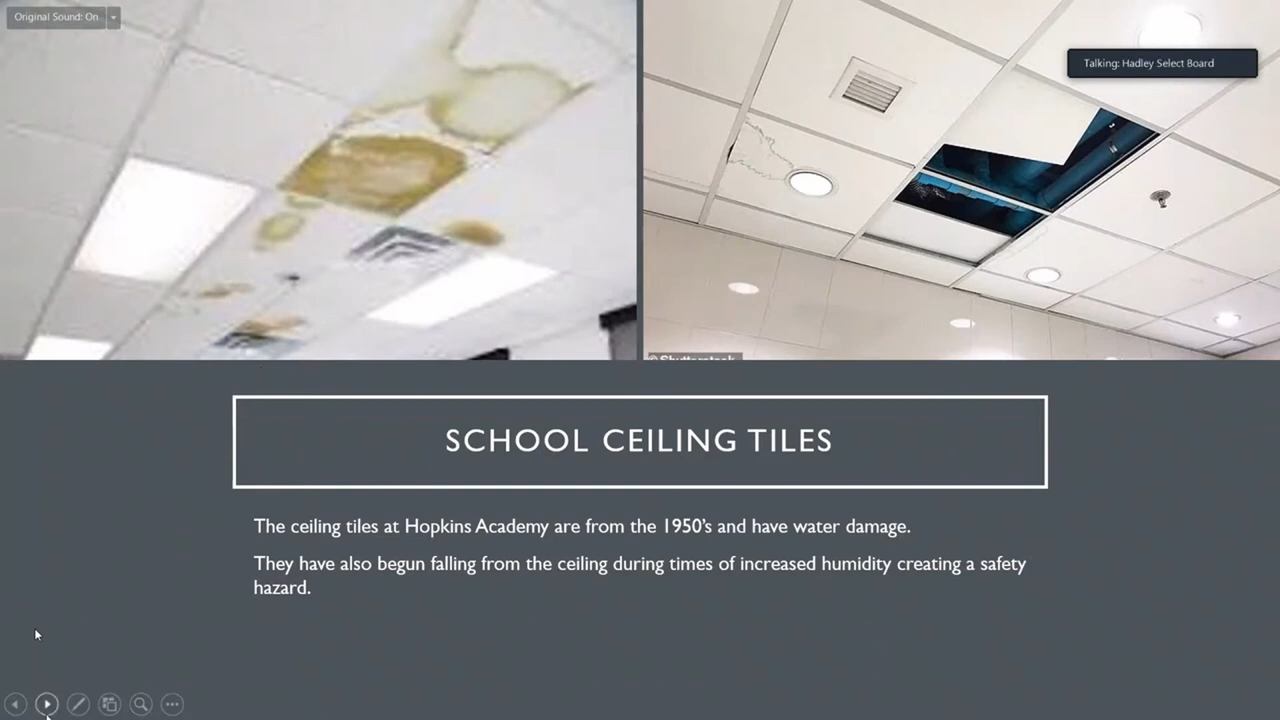 Original Sound: On
Talking: Hadley Select Board
© Shutterstock
SCHOOL CEILING TILES
The ceiling tiles at Hopkins Academy are from the 1950's and have water damage.
They have also begun falling from the ceiling during times of increased humidity creating a safety
hazard.